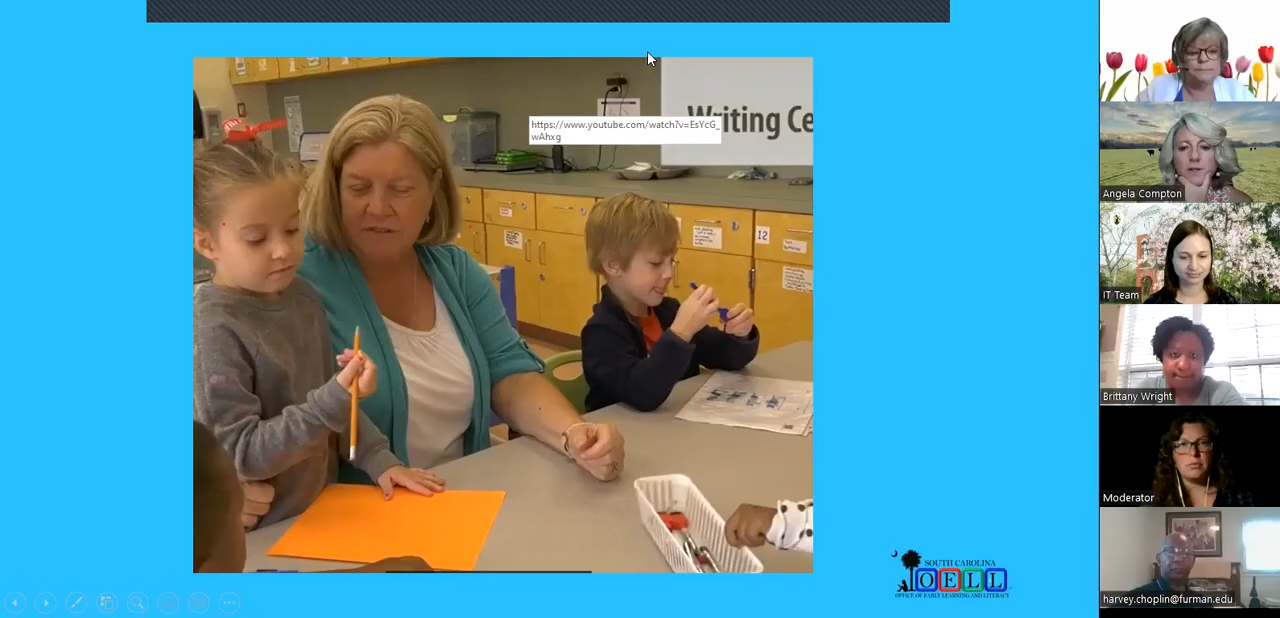 Writing Ce
https://www.youtube.com/watch?v=EsYcG_
wAhxg
12
SOUTH CAROLINA
OELL
OFFICE OF EARLY LEARNING AND LITERACY
Angela Compton
IT Team
Brittany Wright
Moderator
harvey.choplin@furman.edu